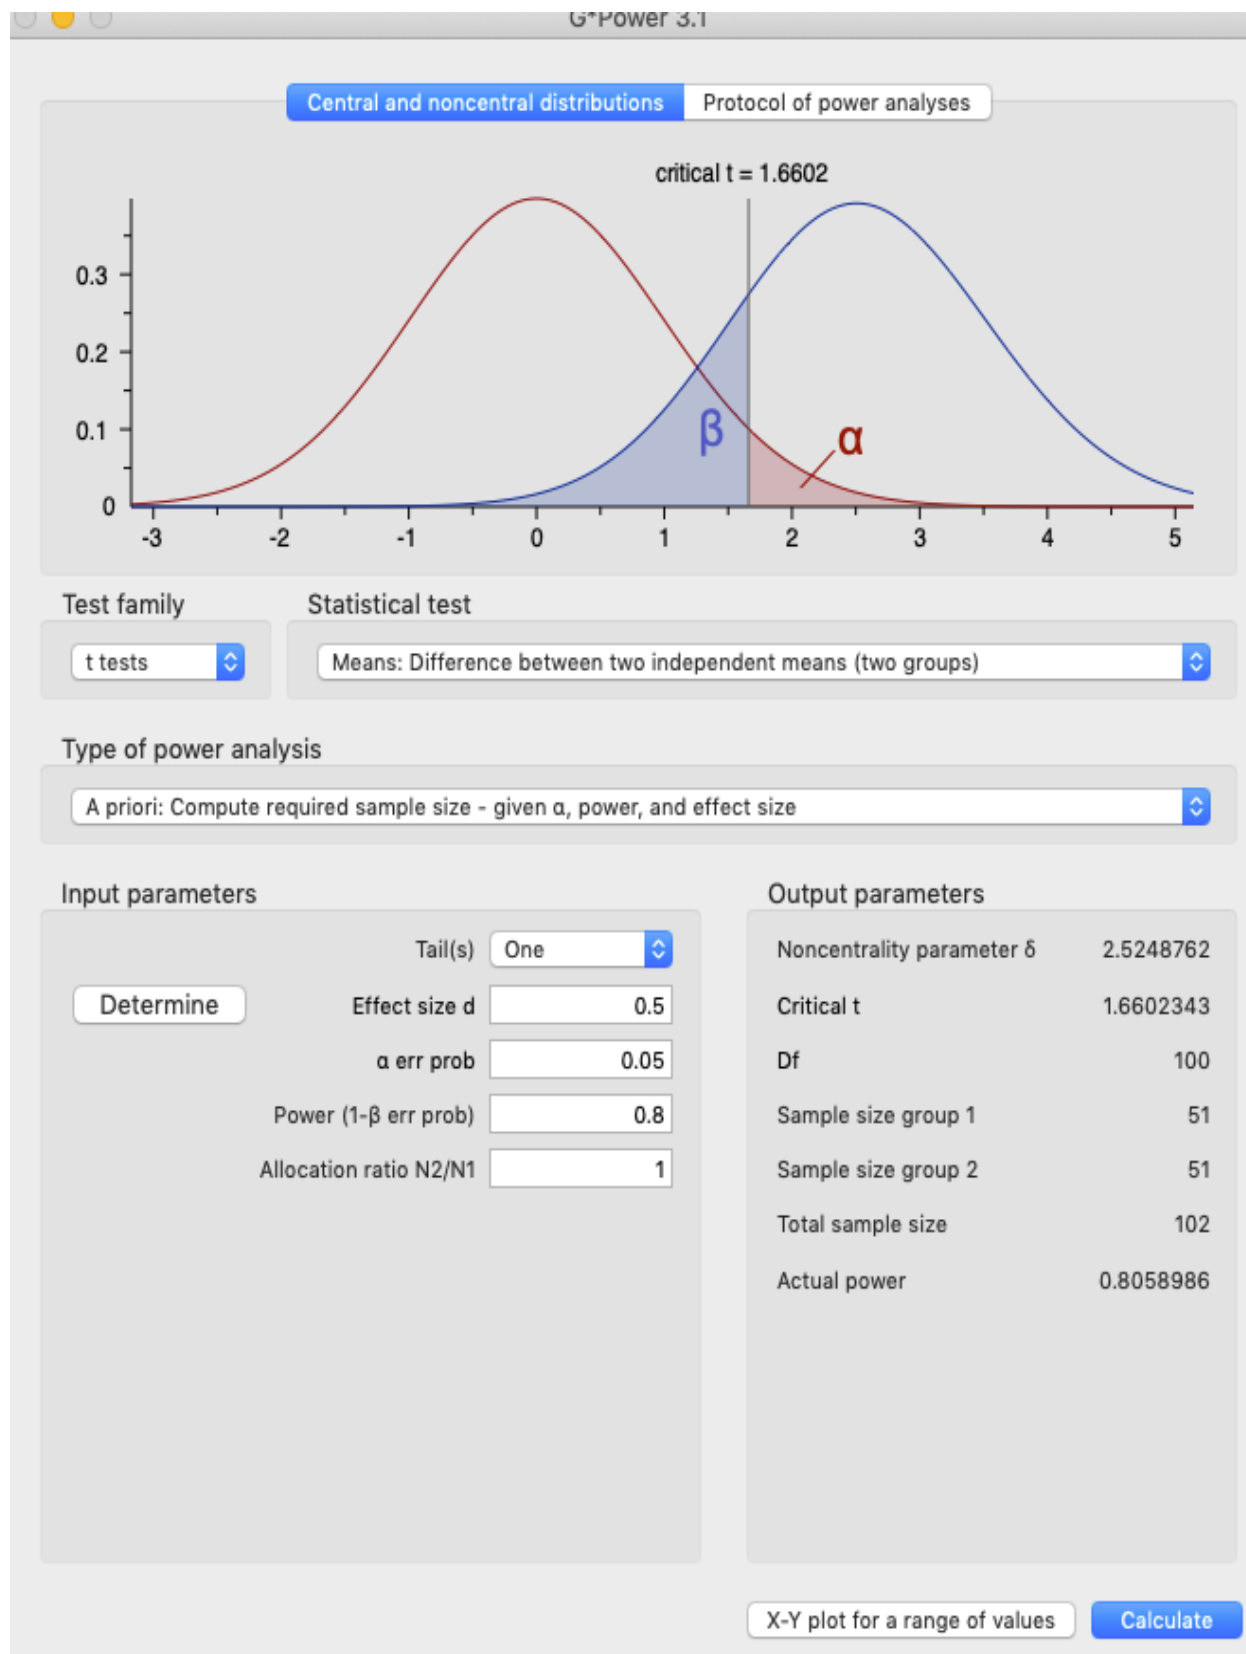 G*Power 3.1
Central and noncentral distributions Protocol of power analyses
critical t = 1.6602
0.3
0.2
0.1
0
β
α
-3 -2 -1 0 1 2 3 4 5
Test family Statistical test
t tests Means: Difference between two independent means (two groups)
Type of power analysis
A priori: Compute required sample size - given α, power, and effect size
Input parameters
Tail(s) One
Determine Effect size d 0.5
α err prob 0.05
Power (1-β err prob) 0.8
Allocation ratio N2/N1 1
Output parameters
Noncentrality parameter δ 2.5248762
Critical t 1.6602343
Df 100
Sample size group 1 51
Sample size group 2 51
Total sample size 102
Actual power 0.8058986
X-Y plot for a range of values Calculate